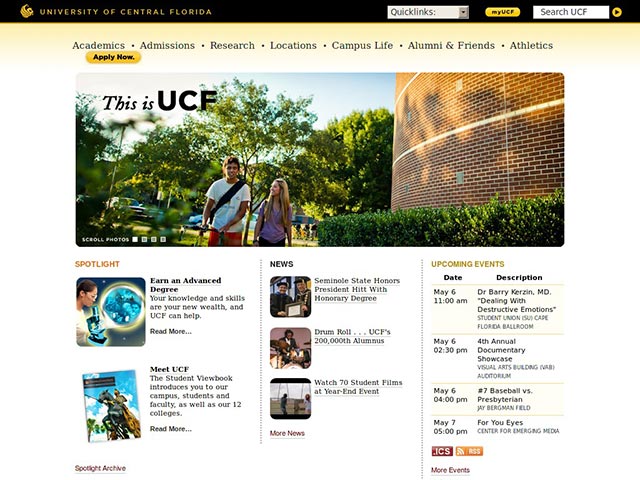 UNIVERSITY OF CENTRAL FLORIDA
Quicklinks:
myUCF
Search UCF
Academics • Admissions • Research • Locations • Campus Life • Alumni & Friends • Athletics
Apply Now.
This is UCF
SCROLL PHOTOS
SPOTLIGHT
Earn an Advanced
Degree
Your knowledge and skills
are your new wealth, and
UCF can help.
Read More...
Meet UCF
The Student Viewbook
introduces you to our
campus, students and
faculty, as well as our 12
colleges.
Read More...
Spotlight Archive
NEWS
Seminole State Honors
President Hitt With
Honorary Degree
Drum Roll . . . UCF's
200,000th Alumnus
Watch 70 Student Films
at Year-End Event
More News
UPCOMING EVENTS
Date Description
May 6 Dr Barry Kerzin, MD.
11:00 am "Dealing With
Destructive Emotions"
STUDENT UNION (SU) CAPE
FLORIDA BALLROOM
May 6 4th Annual
02:30 pm Documentary
Showcase
VISUAL ARTS BUILDING (VAB)
AUDITORIUM
May 6 #7 Baseball vs.
04:00 pm Presbyterian
JAY BERGMAN FIELD
May 7 For You Eyes
05:00 pm CENTER FOR EMERGING MEDIA
.ICS RSS
More Events